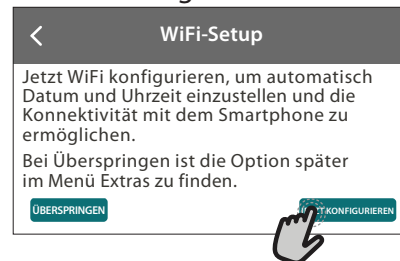 WiFi-Setup
Jetzt WiFi konfigurieren, um automatisch
Datum und Uhrzeit einzustellen und die
Konnektivität mit dem Smartphone zu
ermöglichen.
Bei Überspringen ist die Option später
im Menü Extras zu finden.
ÜBERSPRINGEN
KONFIGURIEREN